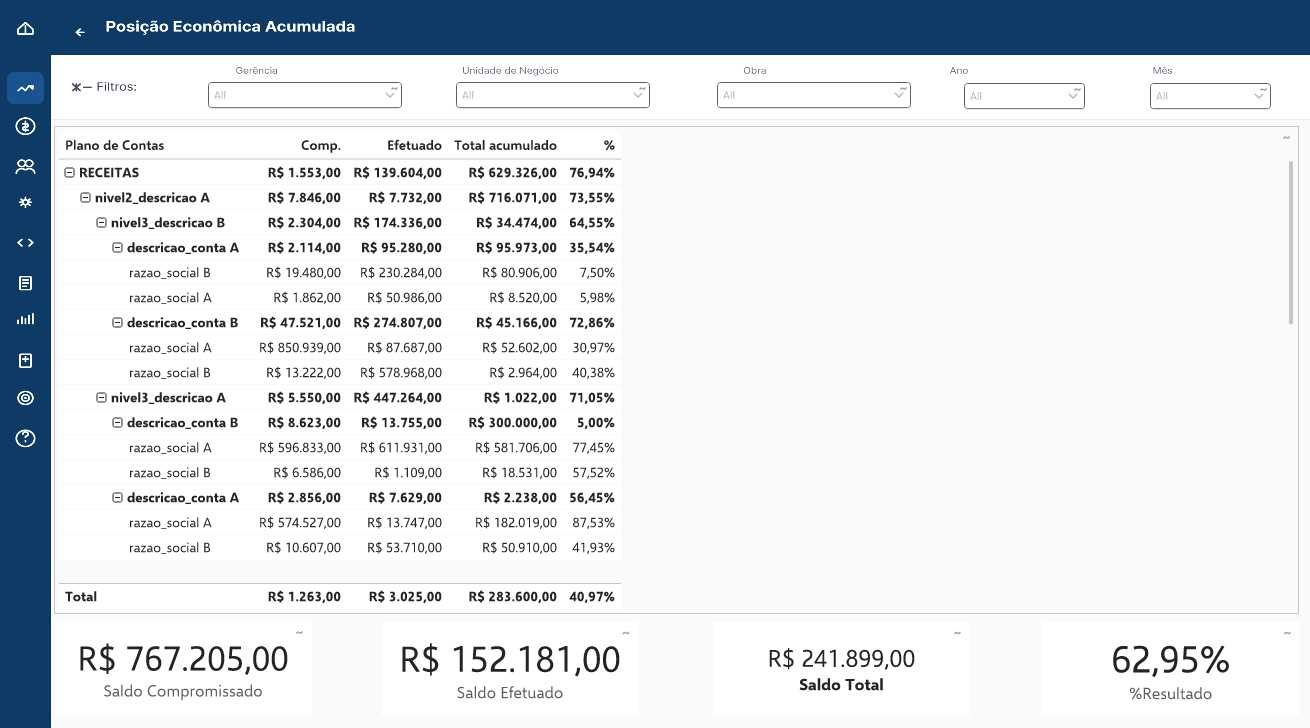 Posição Econômica Acumulada
Filtros:
Gerência
All
Unidade de Negócio
All
Obra
All
Ano
All
Mês
All
Plano de Contas Comp. Efetuado Total acumulado %
RECEITAS R$ 1.553,00 R$ 139.604,00 R$ 629.326,00 76,94%
nivel2_descricao A R$ 7.846,00 R$ 7.732,00 R$ 716.071,00 73,55%
nivel3_descricao B R$ 2.304,00 R$ 174.336,00 R$ 34.474,00 64,55%
descricao_conta A R$ 2.114,00 R$ 95.280,00 R$ 95.973,00 35,54%
razao_social B R$ 19.480,00 R$ 230.284,00 R$ 80.906,00 7,50%
razao_social A R$ 1.862,00 R$ 50.986,00 R$ 8.520,00 5,98%
descricao_conta B R$ 47.521,00 R$ 274.807,00 R$ 45.166,00 72,86%
razao_social A R$ 850.939,00 R$ 87.687,00 R$ 52.602,00 30,97%
razao_social B R$ 13.222,00 R$ 578.968,00 R$ 2.964,00 40,38%
nivel3_descricao A R$ 5.550,00 R$ 447.264,00 R$ 1.022,00 71,05%
descricao_conta B R$ 8.623,00 R$ 13.755,00 R$ 300.000,00 5,00%
razao_social A R$ 596.833,00 R$ 611.931,00 R$ 581.706,00 77,45%
razao_social B R$ 6.586,00 R$ 1.109,00 R$ 18.531,00 57,52%
descricao_conta A R$ 2.856,00 R$ 7.629,00 R$ 2.238,00 56,45%
razao_social A R$ 574.527,00 R$ 13.747,00 R$ 182.019,00 87,53%
razao_social B R$ 10.607,00 R$ 53.710,00 R$ 50.910,00 41,93%
Total R$ 1.263,00 R$ 3.025,00 R$ 283.600,00 40,97%
R$ 767.205,00
Saldo Compromissado
R$ 152.181,00
Saldo Efetuado
R$ 241.899,00
Saldo Total
62,95%
%Resultado